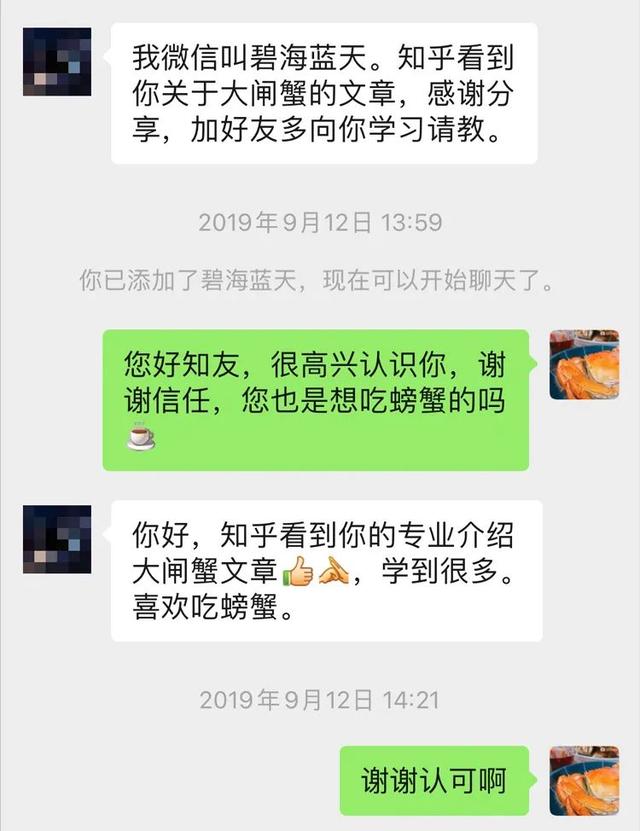 我微信叫碧海蓝天。知乎看到
你关于大闸蟹的文章，感谢分
享，加好友多向你学习请教。
2019年9月12日 13:59
你已添加了碧海蓝天，现在可以开始聊天了。
您好知友，很高兴认识你，谢
谢信任，您也是想吃螃蟹的吗
☕
你好，知乎看到你的专业介绍
大闸蟹文章👍👏，学到很多。
喜欢吃螃蟹。
2019年9月12日 14:21
谢谢认可啊